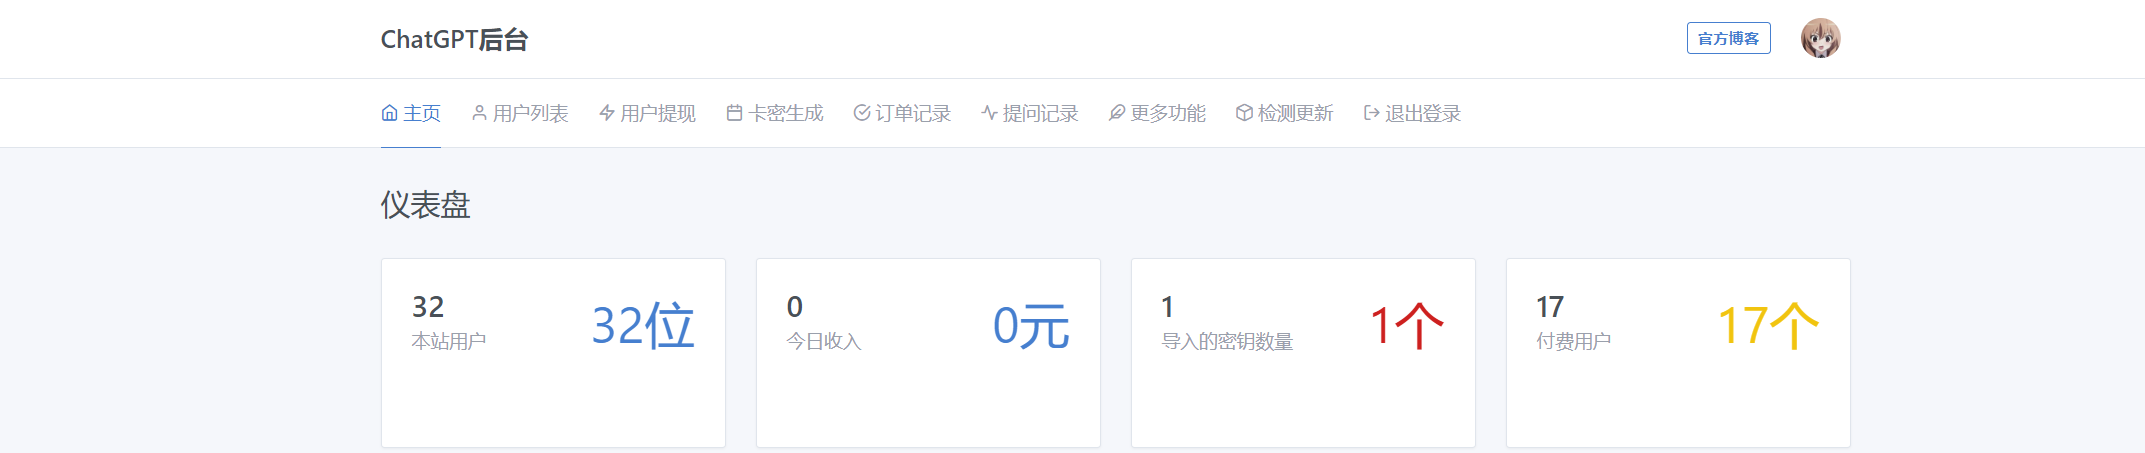 ChatGPT后台
官方博客
主页 用户列表 用户提现 卡密生成 订单记录 提问记录 更多功能 检测更新 退出登录
仪表盘
32
本站用户
32位
0
今日收入
0元
1
导入的密钥数量
1个
17
付费用户
17个